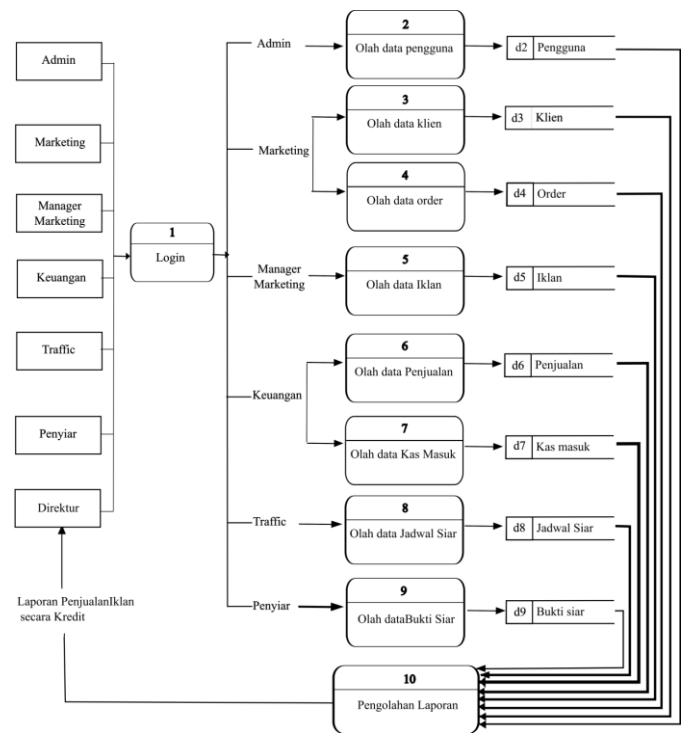 Admin
Marketing
Manager
Marketing
Keuangan
Traffic
Penyiar
Direktur
Laporan PenjualanIklan
secara Kredit
1
Login
Admin
Marketing
Manager
Marketing
Keuangan
Traffic
Penyiar
2
Olah data pengguna
3
Olah data klien
4
Olah data order
5
Olah data Iklan
6
Olah data Penjualan
7
Olah data Kas Masuk
8
Olah data Jadwal Siar
9
Olah dataBukti Siar
10
Pengolahan Laporan
d2 Pengguna
d3 Klien
d4 Order
d5 Iklan
d6 Penjualan
d7 Kas masuk
d8 Jadwal Siar
d9 Bukti siar